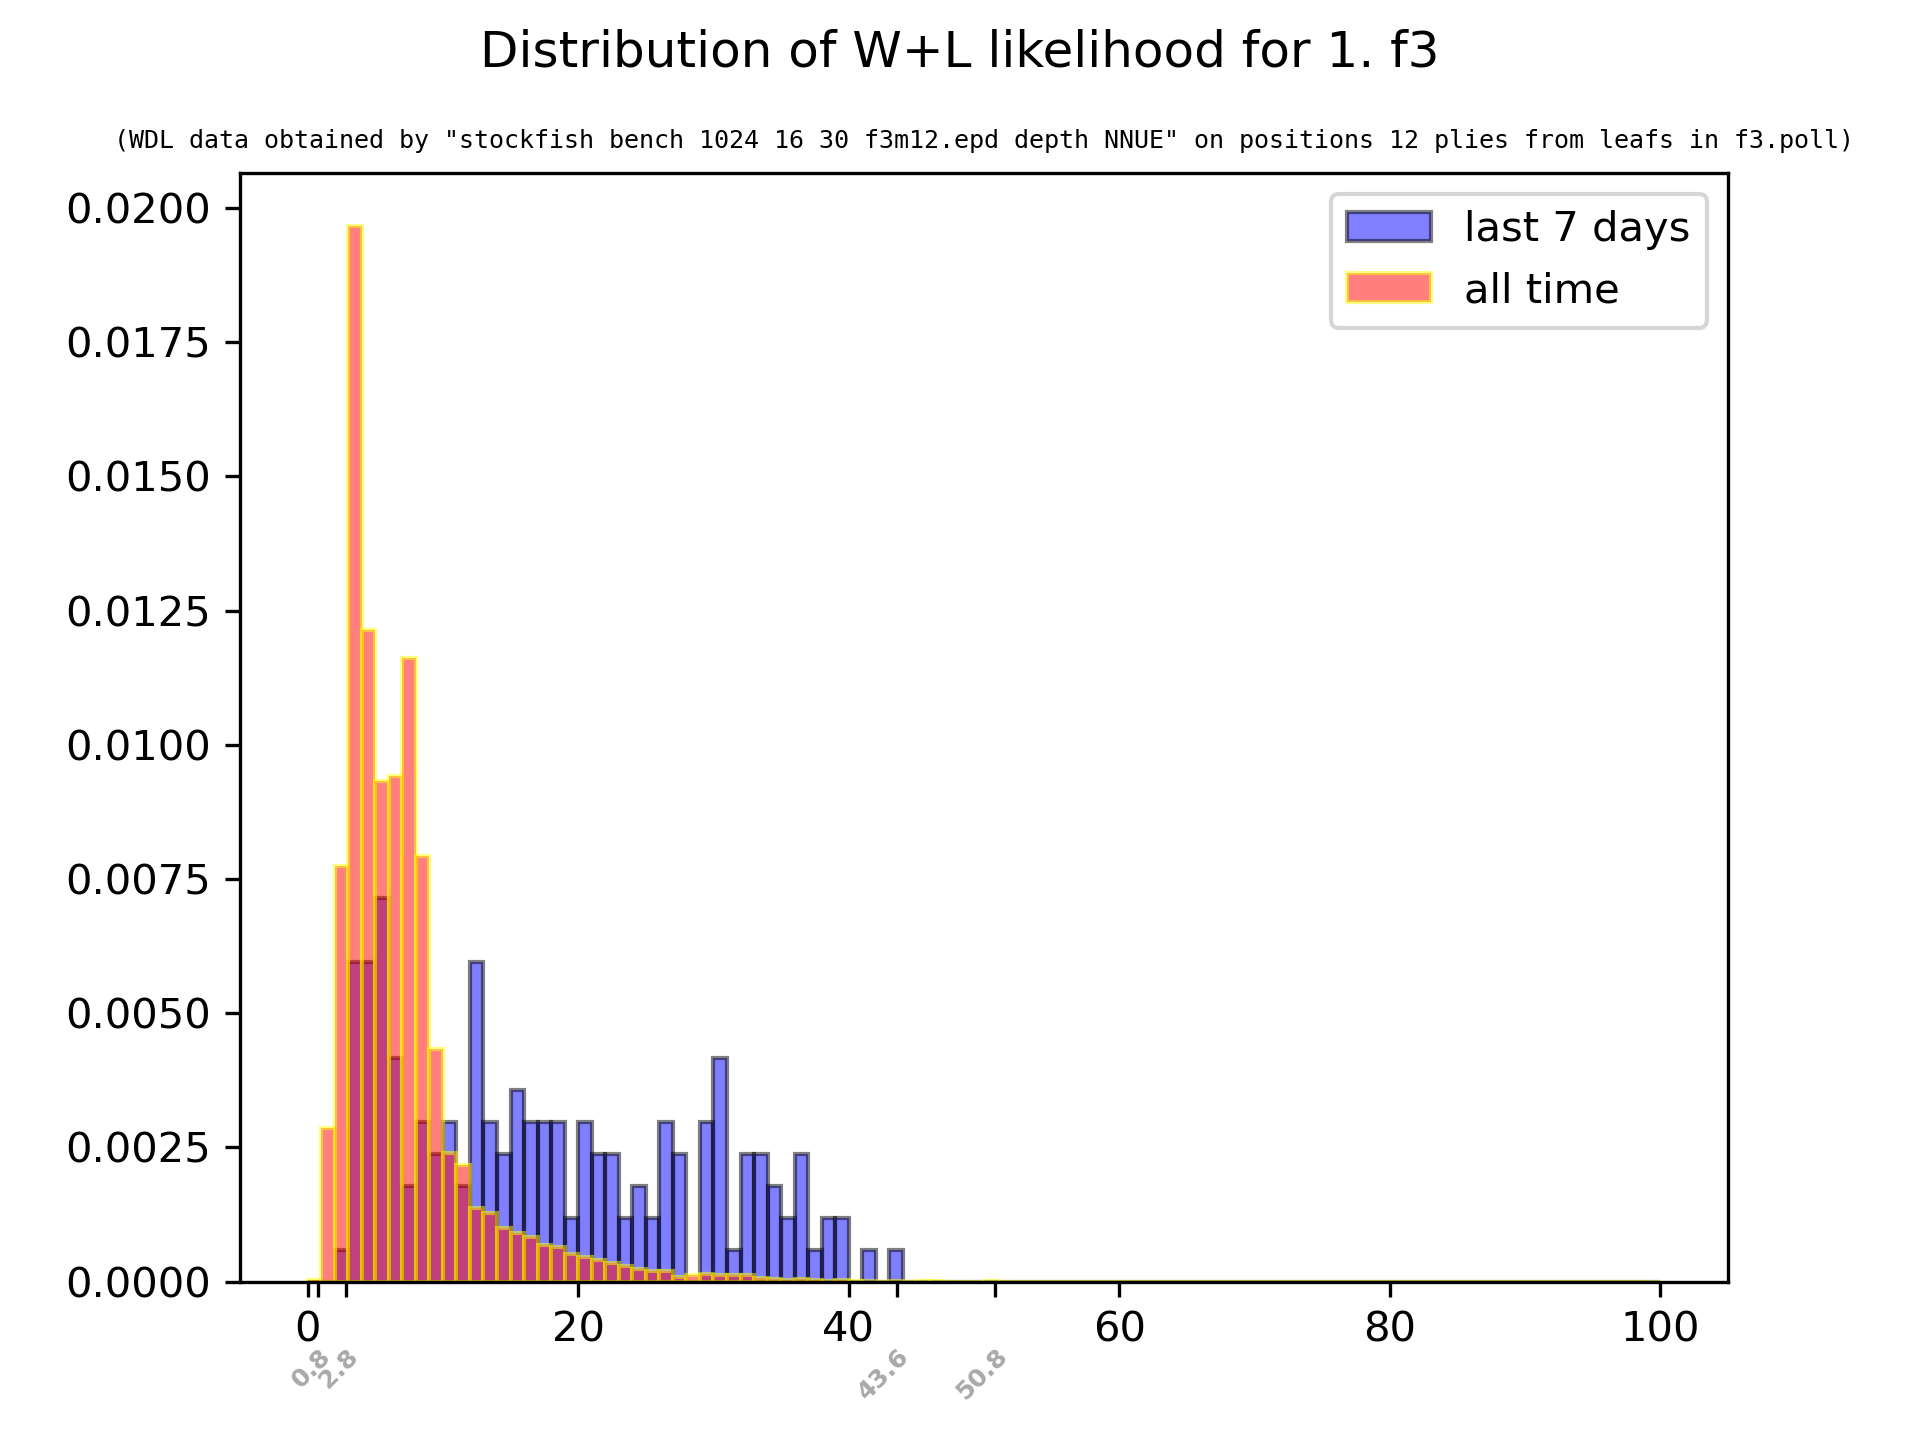 Distribution of W+L likelihood for 1. f3
(WDL data obtained by "stockfish bench 1024 16 30 f3m12.epd depth NNUE" on positions 12 plies from leafs in f3.poll)
last 7 days
all time
0.0200
0.0175
0.0150
0.0125
0.0100
0.0075
0.0050
0.0025
0.0000
0 20 40 60 80 100
0.8 2.8 43.6 50.8